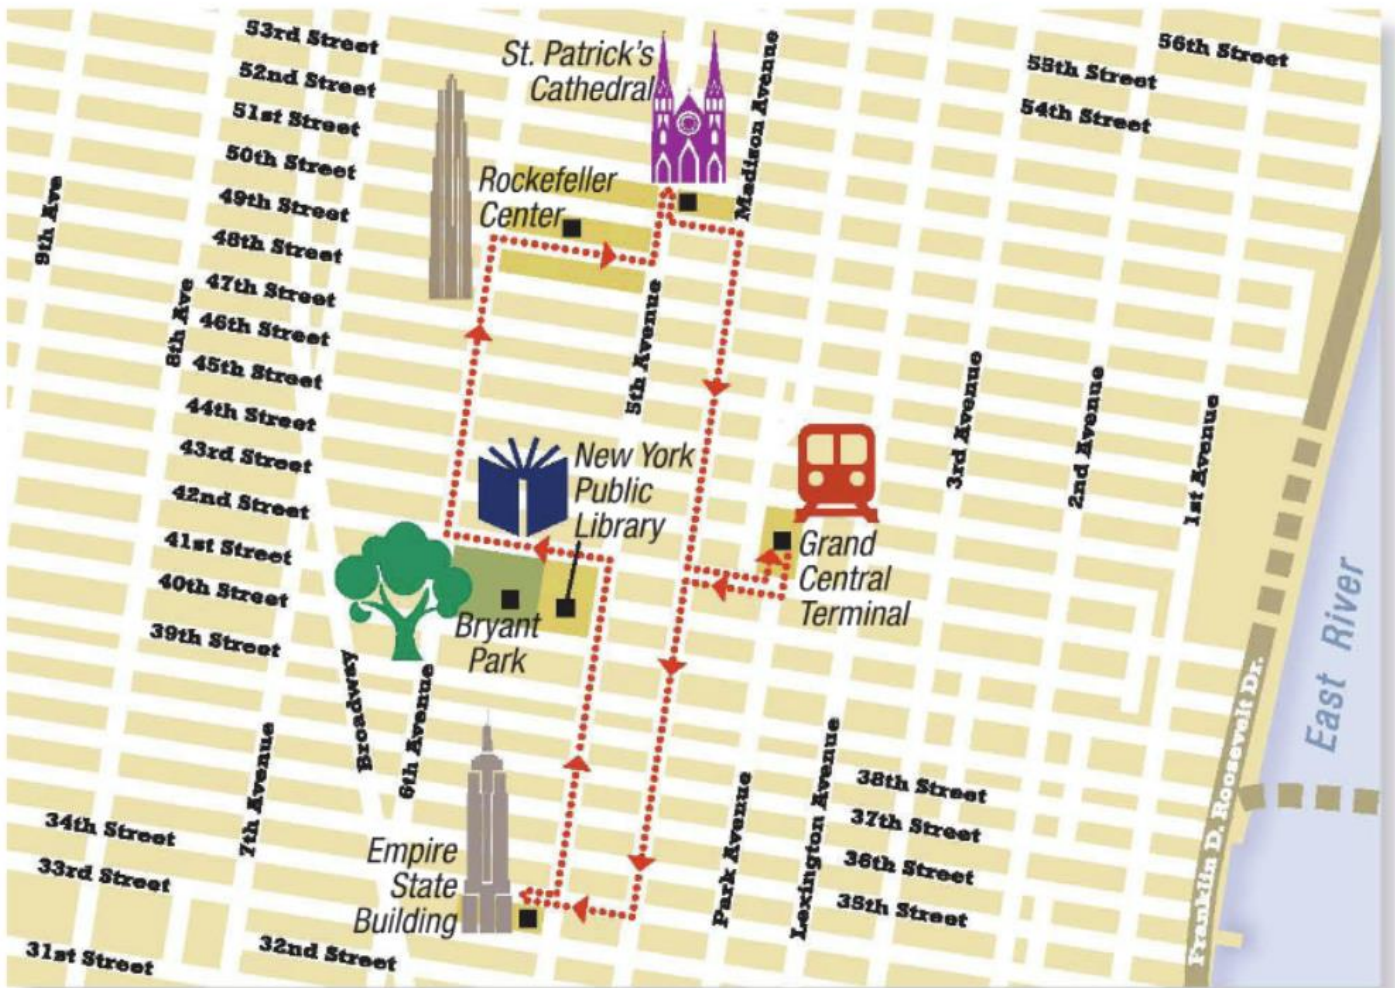 53rd Street
52nd Street
51st Street
50th Street
49th Street
48th Street
47th Street
46th Street
45th Street
44th Street
43rd Street
42nd Street
41st Street
40th Street
39th Street
34th Street
33rd Street
32nd Street
31st Street
56th Street
55th Street
54th Street
38th Street
37th Street
36th Street
35th Street
9th Ave
8th Ave
7th Avenue
Broadway
6th Avenue
5th Avenue
Madison Avenue
Park Avenue
Lexington Avenue
3rd Avenue
2nd Avenue
1st Avenue
Franklin D. Roosevelt Dr.
East River
St. Patrick's
Cathedral
Rockefeller
Center
New York
Public
Library
Bryant
Park
Grand
Central
Terminal
Empire
State
Building